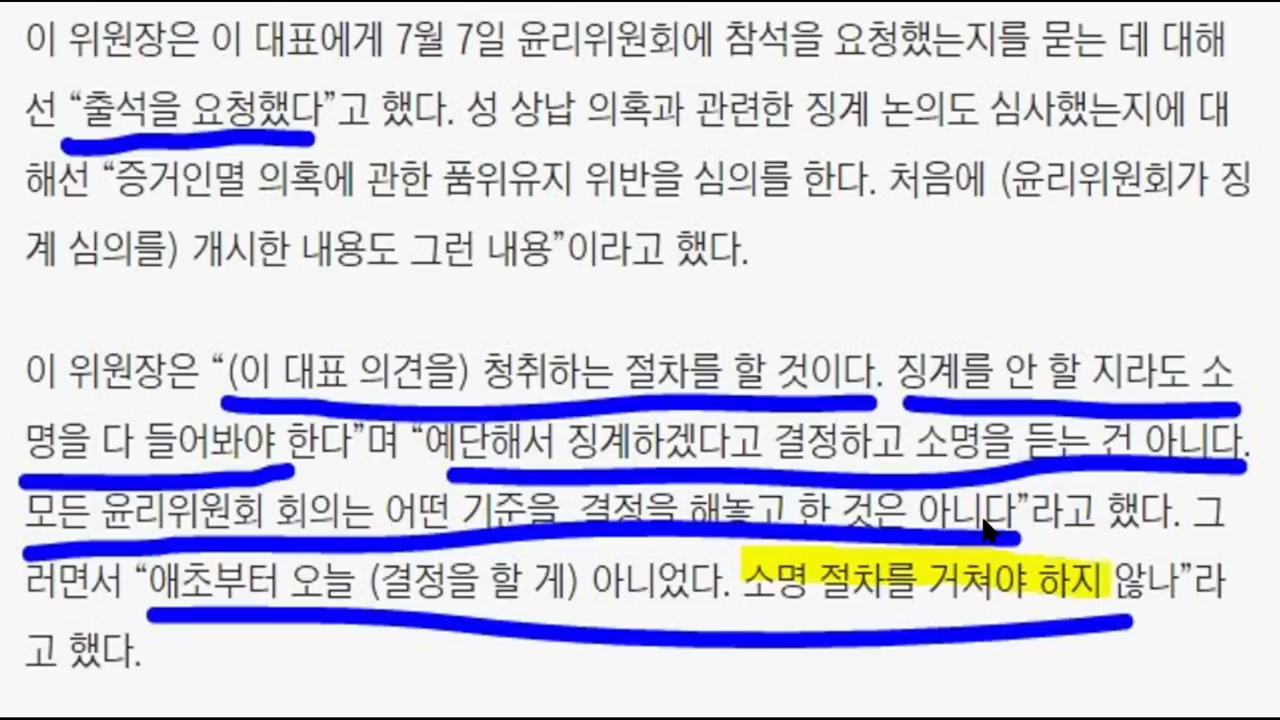 이 위원장은 이 대표에게 7월 7일 윤리위원회에 참석을 요청했는지를 묻는 데 대해
선 “출석을 요청했다”고 했다. 성 상납 의혹과 관련한 징계 논의도 심사했는지에 대
해선 “증거인멸 의혹에 관한 품위유지 위반을 심의를 한다. 처음에 (윤리위원회가 징
계 심의를) 개시한 내용도 그런 내용”이라고 했다.
이 위원장은 “(이 대표 의견을) 청취하는 절차를 할 것이다. 징계를 안 할 지라도 소
명을 다 들어봐야 한다”며 “예단해서 징계하겠다고 결정하고 소명을 듣는 건 아니다.
모든 윤리위원회 회의는 어떤 기준을, 결정을 해놓고 한 것은 아니다”라고 했다. 그
러면서 “애초부터 오늘 (결정을 할 게) 아니었다. 소명 절차를 거쳐야 하지 않나”라
고 했다.